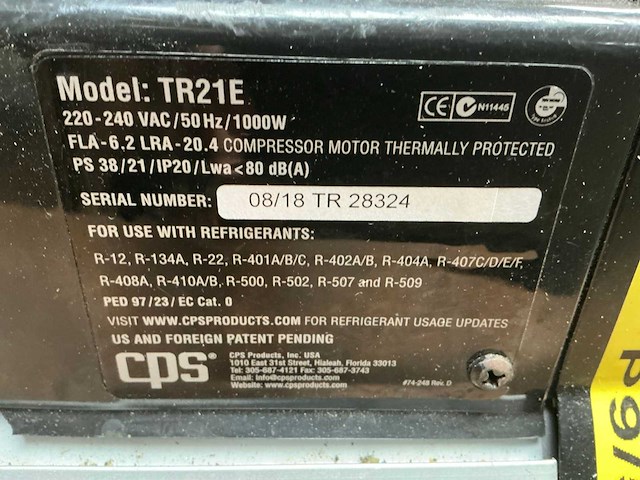 Model: TR21E
220-240 VAC/50 Hz/1000W
FLA-6.2 LRA-20.4 COMPRESSOR MOTOR THERMALLY PROTECTED
PS 38/21/IP20/Lwa<80 dB(A)
CE N11445
SERIAL NUMBER: 08/18 TR 28324
FOR USE WITH REFRIGERANTS:
R-12, R-134A, R-22, R-401A/B/C, R-402A/B, R-404A, R-407C/D/E/F,
R-408A, R-410A/B, R-500, R-502, R-507 and R-509
PED 97/23/EC Cat. 0
VISIT WWW.CPSPRODUCTS.COM FOR REFRIGERANT USAGE UPDATES
US AND FOREIGN PATENT PENDING
cps®
CPS Products, Inc. USA
1010 East 31st Street, Hialeah, Florida 33013
Tel: 305-687-4121 Fax: 305-687-3743
Email: info@cpsproducts.com
Website: www.cpsproducts.com
#74-248 Rev. D